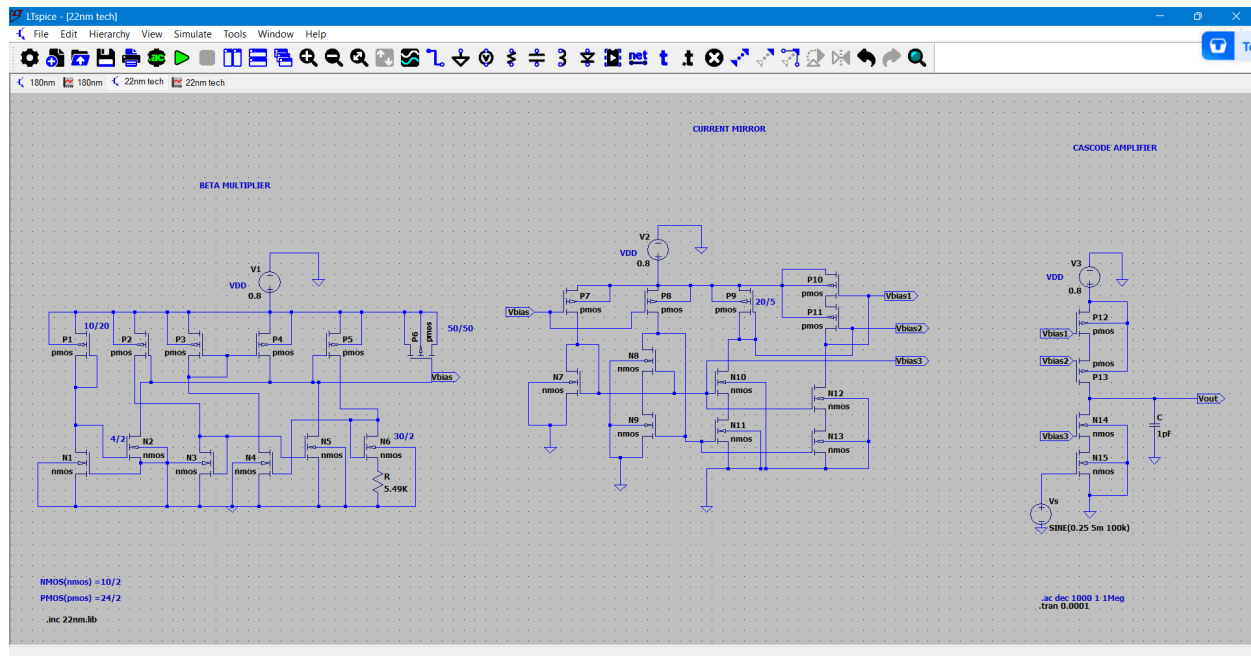 LTspice - [22nm tech]
File Edit Hierarchy View Simulate Tools Window Help
180nm 180nm 22nm tech 22nm tech
CURRENT MIRROR
CASCODE AMPLIFIER
BETA MULTIPLIER
V1
VDD
0.8
10/20
P1
pmos
P2
pmos
P3
pmos
P4
pmos
P5
pmos
P6
pmos
50/50
Vbias
4/2
N1
nmos
N2
nmos
N3
nmos
N4
nmos
N5
nmos
N6
nmos
30/2
R
5.49K
NMOS(nmos) =10/2
PMOS(pmos) =24/2
.inc 22nm.lib
V2
VDD
0.8
Vbias
P7
pmos
P8
pmos
P9
pmos
20/5
P10
pmos
P11
pmos
Vbias1
Vbias2
Vbias3
N7
nmos
N8
nmos
N9
nmos
N10
nmos
N11
nmos
N12
nmos
N13
nmos
V3
VDD
0.8
Vbias1
P12
pmos
Vbias2
pmos
P13
Vout
C
1pF
Vbias3
N14
nmos
N15
nmos
Vs
SINE(0.25 5m 100k)
.ac dec 1000 1 1Meg
.tran 0.0001